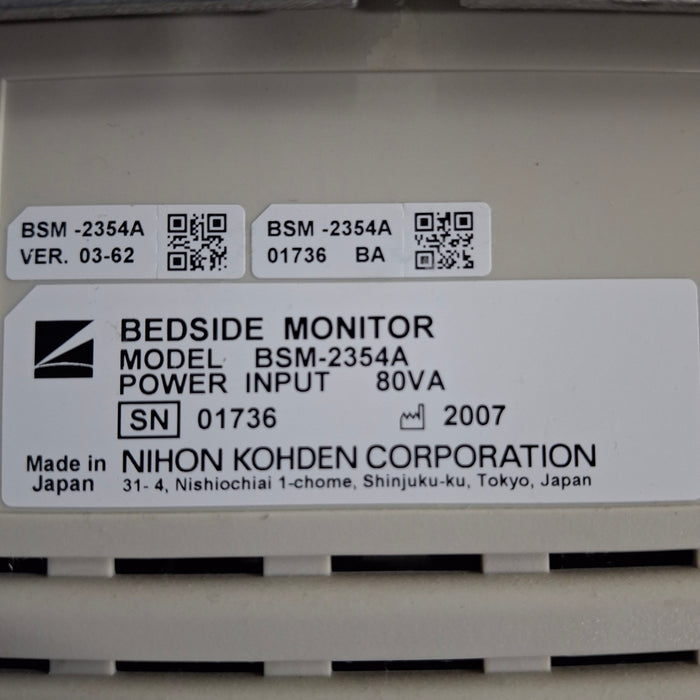 BSM -2354A
VER. 03-62
BSM -2354A
01736 BA
BEDSIDE MONITOR
MODEL BSM-2354A
POWER INPUT 80VA
SN 01736 2007
Made in Japan
NIHON KOHDEN CORPORATION
31- 4, Nishiochiai 1-chome, Shinjuku-ku, Tokyo, Japan